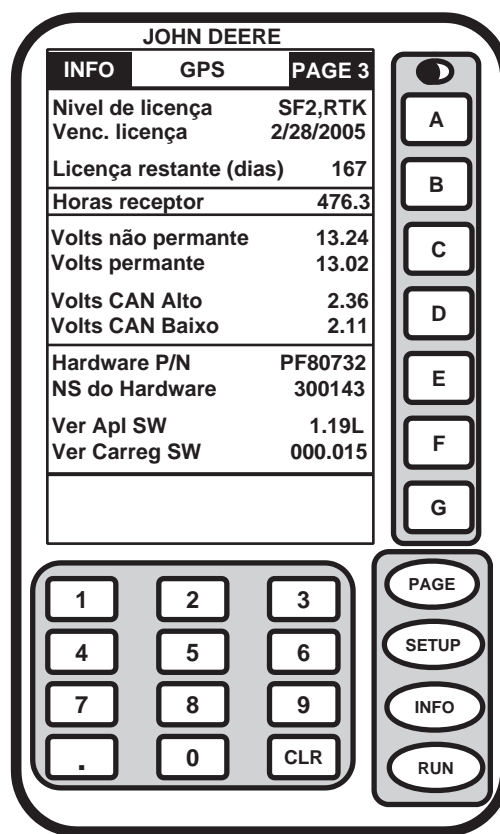 JOHN DEERE
INFO GPS PAGE 3
Nivel de licença SF2,RTK
Venc. licença 2/28/2005
Licença restante (dias) 167
Horas receptor 476.3
Volts não permante 13.24
Volts permante 13.02
Volts CAN Alto 2.36
Volts CAN Baixo 2.11
Hardware P/N PF80732
NS do Hardware 300143
Ver Apl SW 1.19L
Ver Carreg SW 000.015
A
B
C
D
E
F
G
1 2 3
4 5 6
7 8 9
. 0 CLR
PAGE
SETUP
INFO
RUN